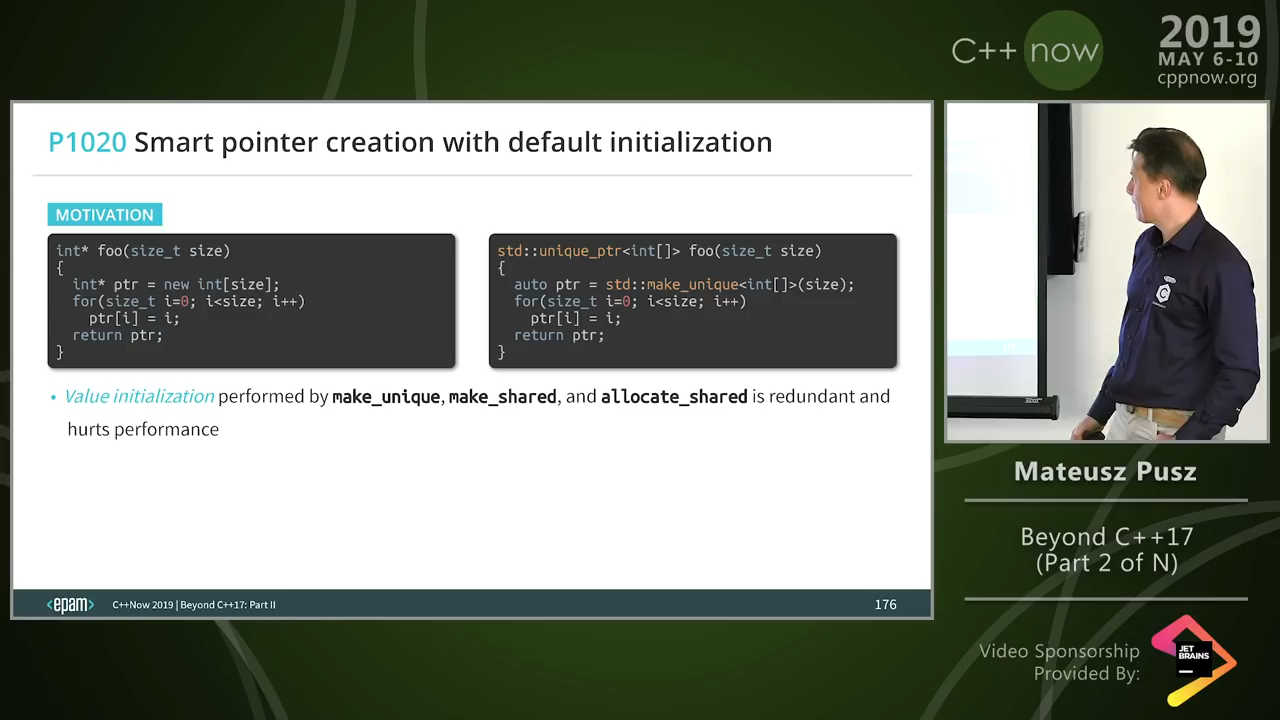 C++ now
2019
MAY 6-10
cppnow.org
P1020 Smart pointer creation with default initialization
MOTIVATION
int* foo(size_t size)
{
  int* ptr = new int[size];
  for(size_t i=0; i<size; i++)
    ptr[i] = i;
  return ptr;
}
std::unique_ptr<int[]> foo(size_t size)
{
  auto ptr = std::make_unique<int[]>(size);
  for(size_t i=0; i<size; i++)
    ptr[i] = i;
  return ptr;
}
• Value initialization performed by make_unique, make_shared, and allocate_shared is redundant and
hurts performance
<epam> C++Now 2019 | Beyond C++17: Part II 176
Mateusz Pusz
Beyond C++17
(Part 2 of N)
Video Sponsorship
Provided By:
JET
BRAINS